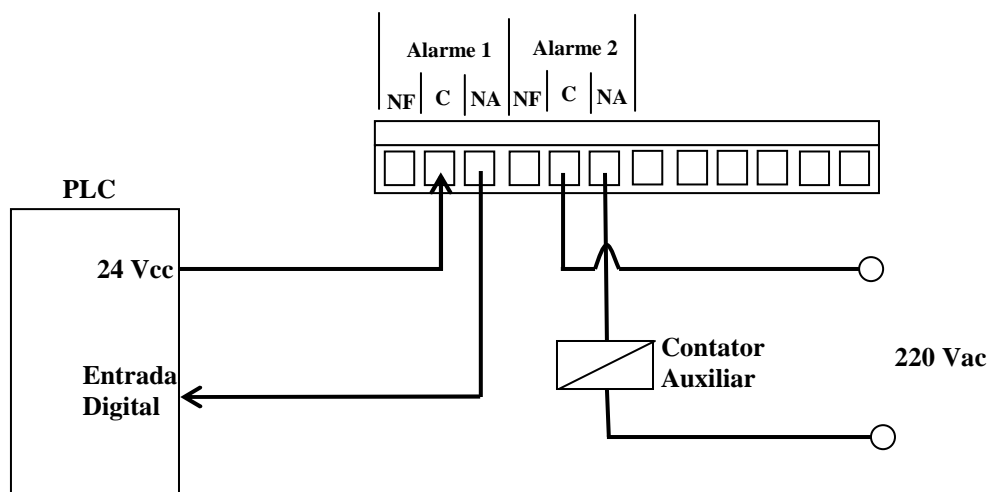 Alarme 1 Alarme 2
NF C NA NF C NA
PLC
24 Vcc
Entrada
Digital
Contator
Auxiliar
220 Vac